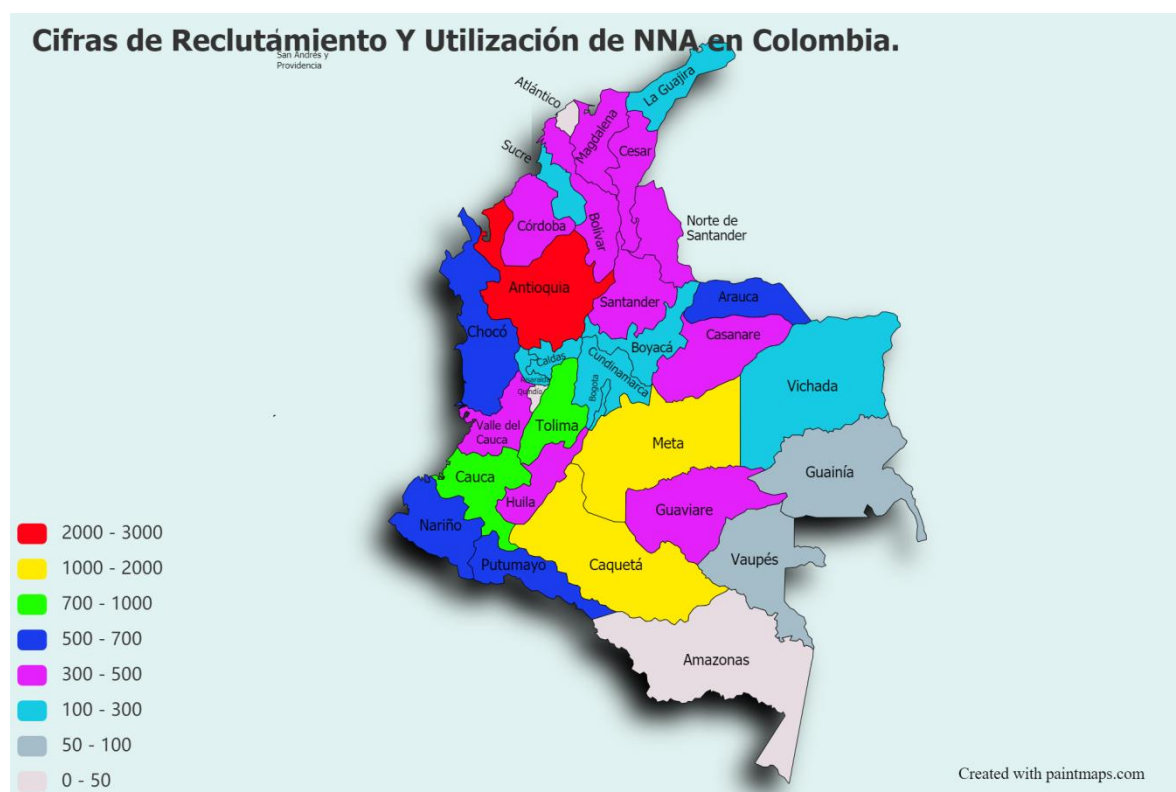 Cifras de Reclutamiento Y Utilización de NNA en Colombia.
San Andrés y
Providencia
Atlántico
La Guajira
Magdalena
Cesar
Sucre
Norte de
Santander
Córdoba
Bolívar
Antioquia
Santander
Arauca
Chocó
Casanare
Boyacá
Caldas
Cundinamarca
Risaralda
Quindío
Bogota
Vichada
Valle del
Cauca
Tolima
Meta
Guainía
Cauca
Huila
Guaviare
Nariño
Putumayo
Caquetá
Vaupés
Amazonas
2000 - 3000
1000 - 2000
700 - 1000
500 - 700
300 - 500
100 - 300
50 - 100
0 - 50
Created with paintmaps.com